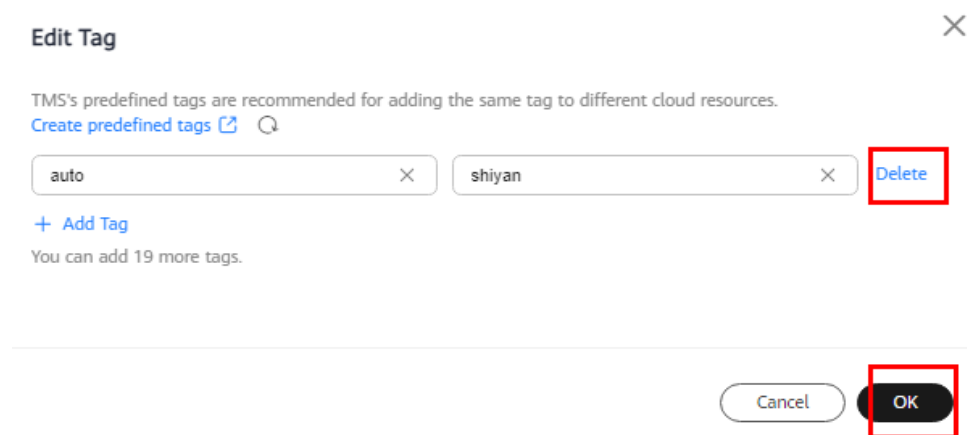 Edit Tag
TMS's predefined tags are recommended for adding the same tag to different cloud resources.
Create predefined tags
auto shiyan Delete
+ Add Tag
You can add 19 more tags.
Cancel OK